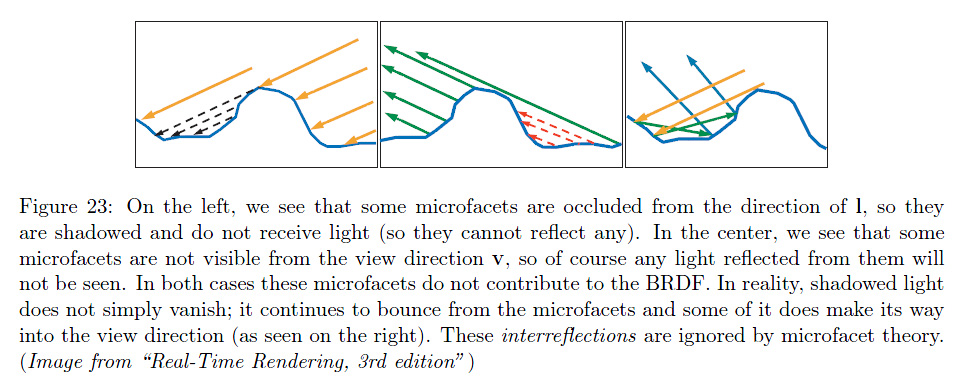 Figure 23: On the left, we see that some microfacets are occluded from the direction of l, so they
are shadowed and do not receive light (so they cannot reflect any). In the center, we see that some
microfacets are not visible from the view direction v, so of course any light reflected from them will
not be seen. In both cases these microfacets do not contribute to the BRDF. In reality, shadowed light
does not simply vanish; it continues to bounce from the microfacets and some of it does make its way
into the view direction (as seen on the right). These interreflections are ignored by microfacet theory.
(Image from “Real-Time Rendering, 3rd edition”)